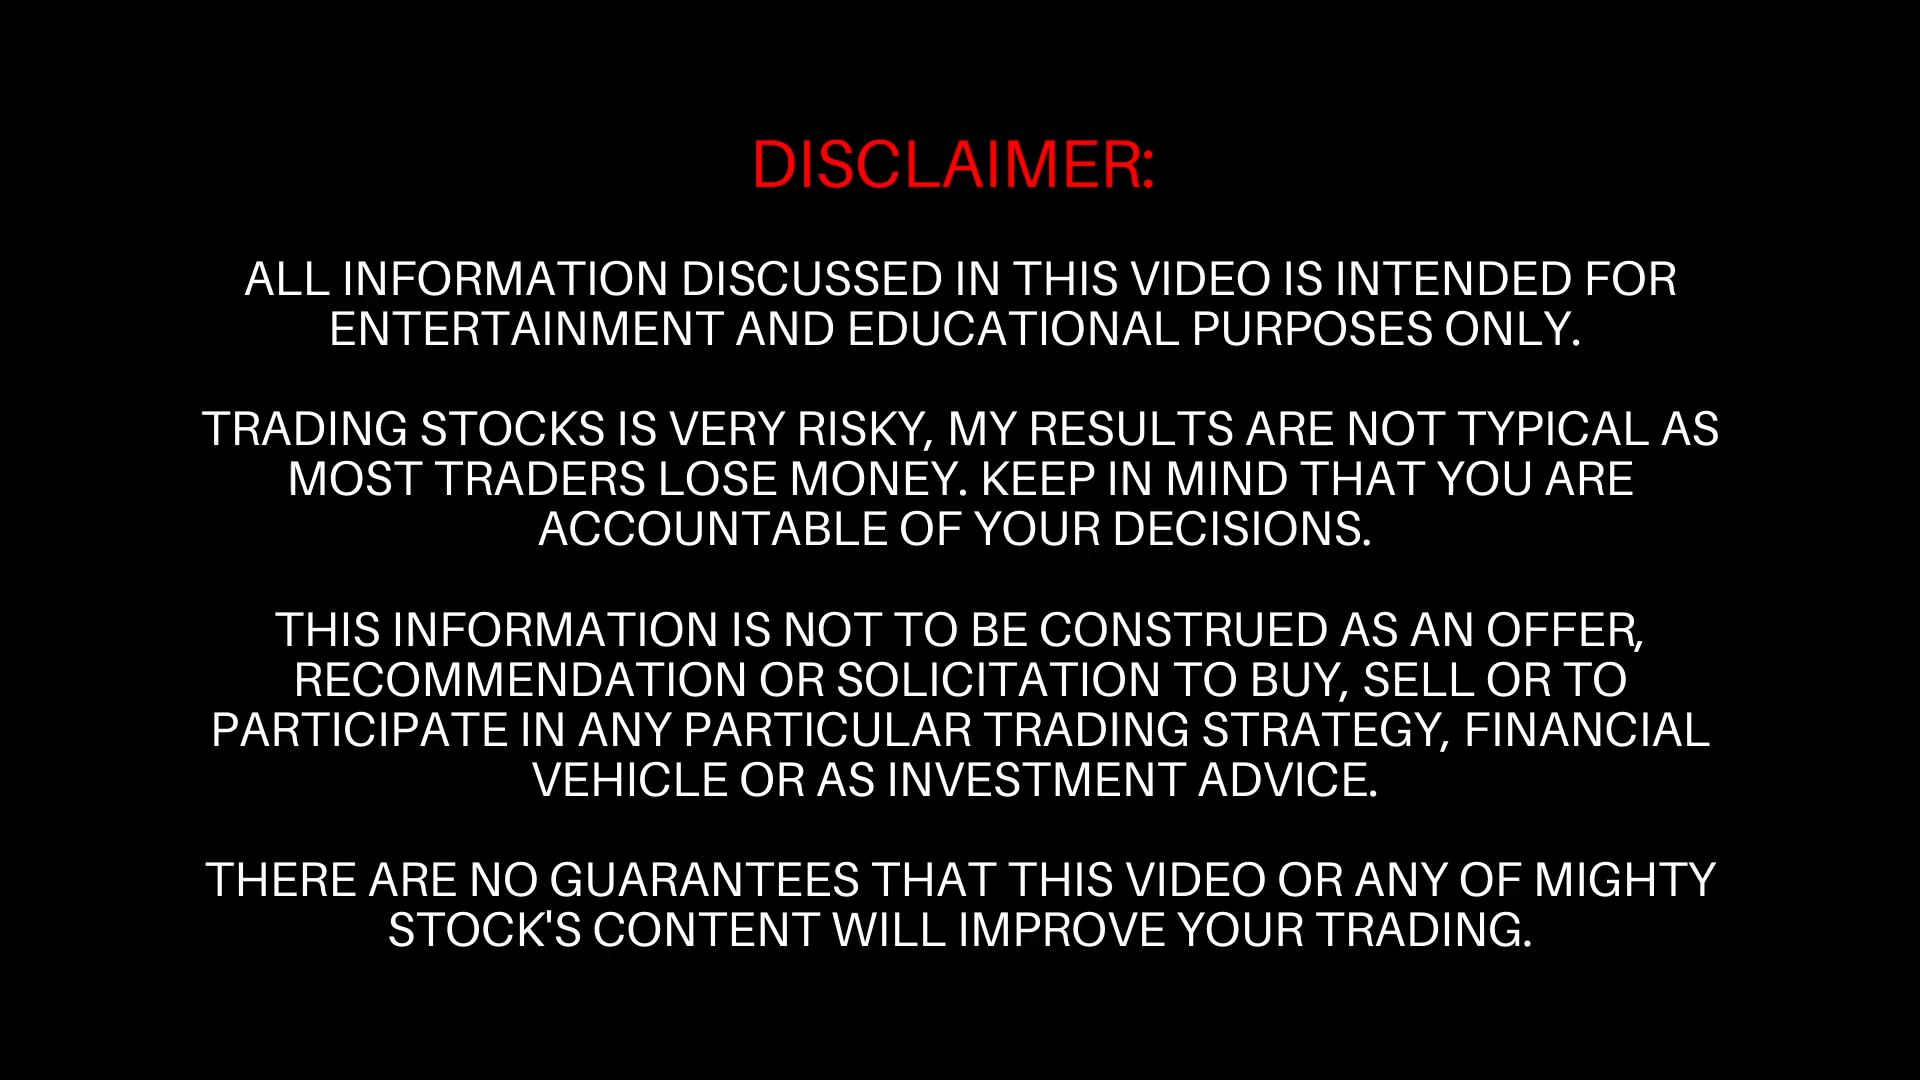 DISCLAIMER:
ALL INFORMATION DISCUSSED IN THIS VIDEO IS INTENDED FOR
ENTERTAINMENT AND EDUCATIONAL PURPOSES ONLY.
TRADING STOCKS IS VERY RISKY, MY RESULTS ARE NOT TYPICAL AS
MOST TRADERS LOSE MONEY. KEEP IN MIND THAT YOU ARE
ACCOUNTABLE OF YOUR DECISIONS.
THIS INFORMATION IS NOT TO BE CONSTRUED AS AN OFFER,
RECOMMENDATION OR SOLICITATION TO BUY, SELL OR TO
PARTICIPATE IN ANY PARTICULAR TRADING STRATEGY, FINANCIAL
VEHICLE OR AS INVESTMENT ADVICE.
THERE ARE NO GUARANTEES THAT THIS VIDEO OR ANY OF MIGHTY
STOCK'S CONTENT WILL IMPROVE YOUR TRADING.